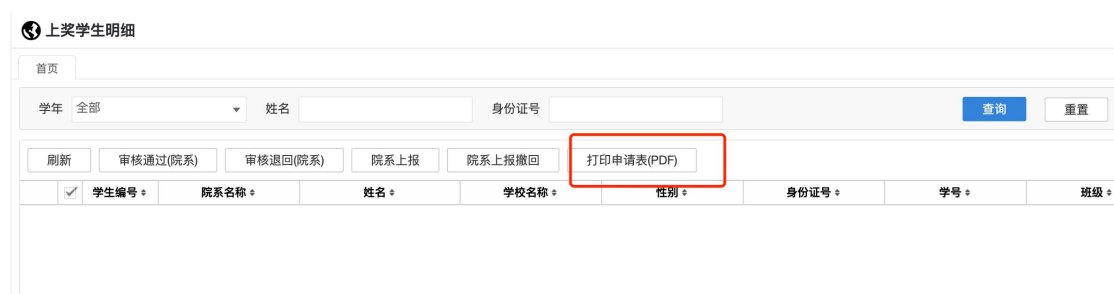 上奖学生明细
首页
学年 全部 姓名 身份证号 查询 重置
刷新 审核通过(院系) 审核退回(院系) 院系上报 院系上报撤回 打印申请表(PDF)
学生编号 院系名称 姓名 学校名称 性别 身份证号 学号 班级